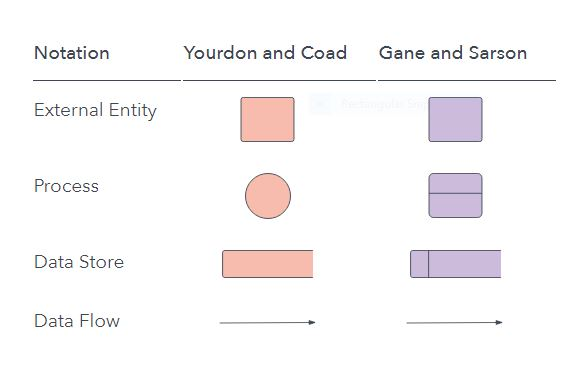 Notation Yourdon and Coad Gane and Sarson
External Entity
Process
Data Store
Data Flow